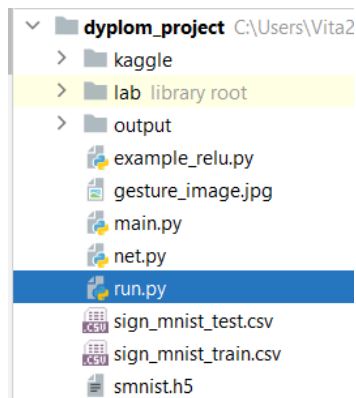 dyplom_project C:\Users\Vita2
kaggle
lab library root
output
example_relu.py
gesture_image.jpg
main.py
net.py
run.py
sign_mnist_test.csv
sign_mnist_train.csv
smnist.h5